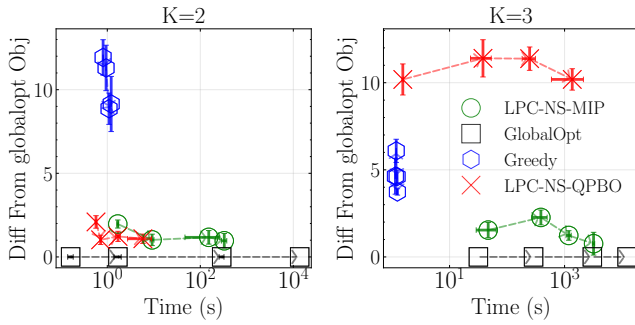 K=2
K=3
Diff From globalopt Obj
10
5
0
10⁰
10²
10⁴
Time (s)
Diff From globalopt Obj
10
5
0
10¹
10³
Time (s)
LPC-NS-MIP
GlobalOpt
Greedy
LPC-NS-QPBO